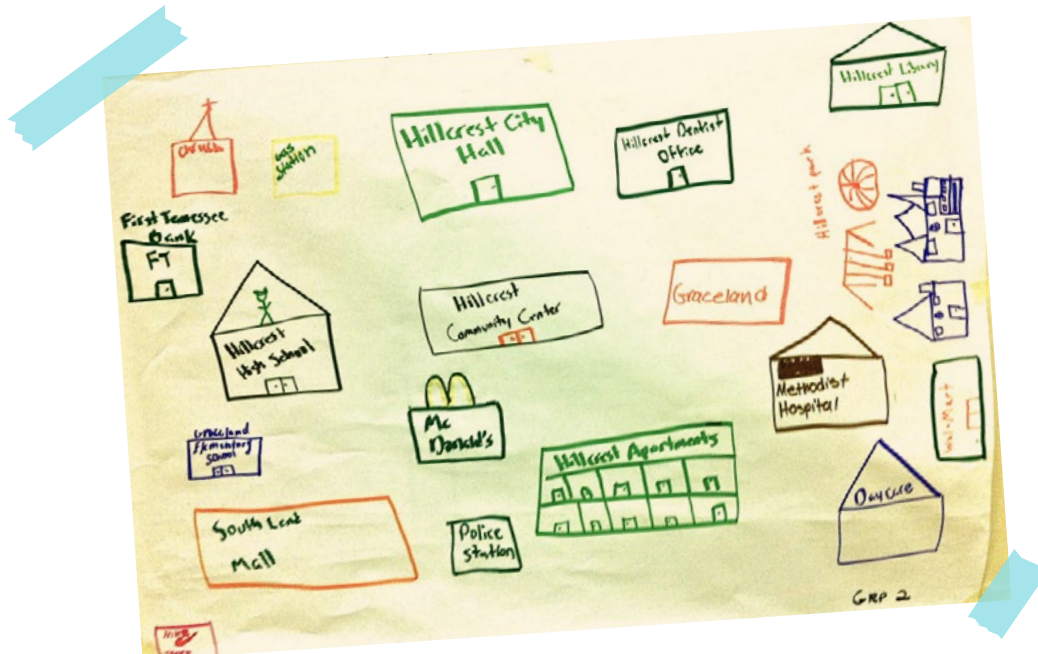 Hillcrest Library
church
Gas
Station
Hillcrest City
Hall
Hillcrest Dentist
Office
Hillcrest park
First Tennessee
Bank
FT
Hillcrest
High School
Hillcrest
Community Center
Graceland
Methodist
Hospital
Wal-Mart
Graceland
Elementary
School
Mc
Donald's
Hillcrest Apartments
Daycare
South Land
Mall
Police
Station
GRP 2